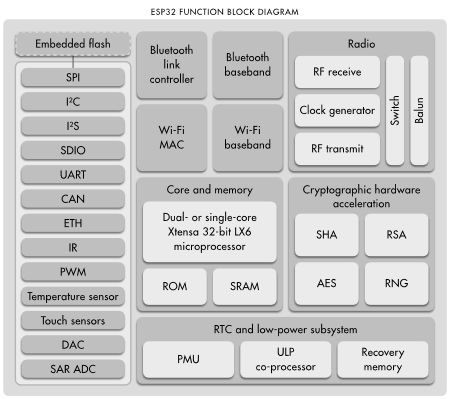 ESP32 FUNCTION BLOCK DIAGRAM
Embedded flash
SPI
I²C
I²S
SDIO
UART
CAN
ETH
IR
PWM
Temperature sensor
Touch sensors
DAC
SAR ADC
Bluetooth
link
controller
Bluetooth
baseband
Wi-Fi
MAC
Wi-Fi
baseband
Radio
RF receive
Clock generator
RF transmit
Switch
Balun
Core and memory
Dual- or single-core
Xtensa 32-bit LX6
microprocessor
ROM
SRAM
Cryptographic hardware
acceleration
SHA
RSA
AES
RNG
RTC and low-power subsystem
PMU
ULP
co-processor
Recovery
memory